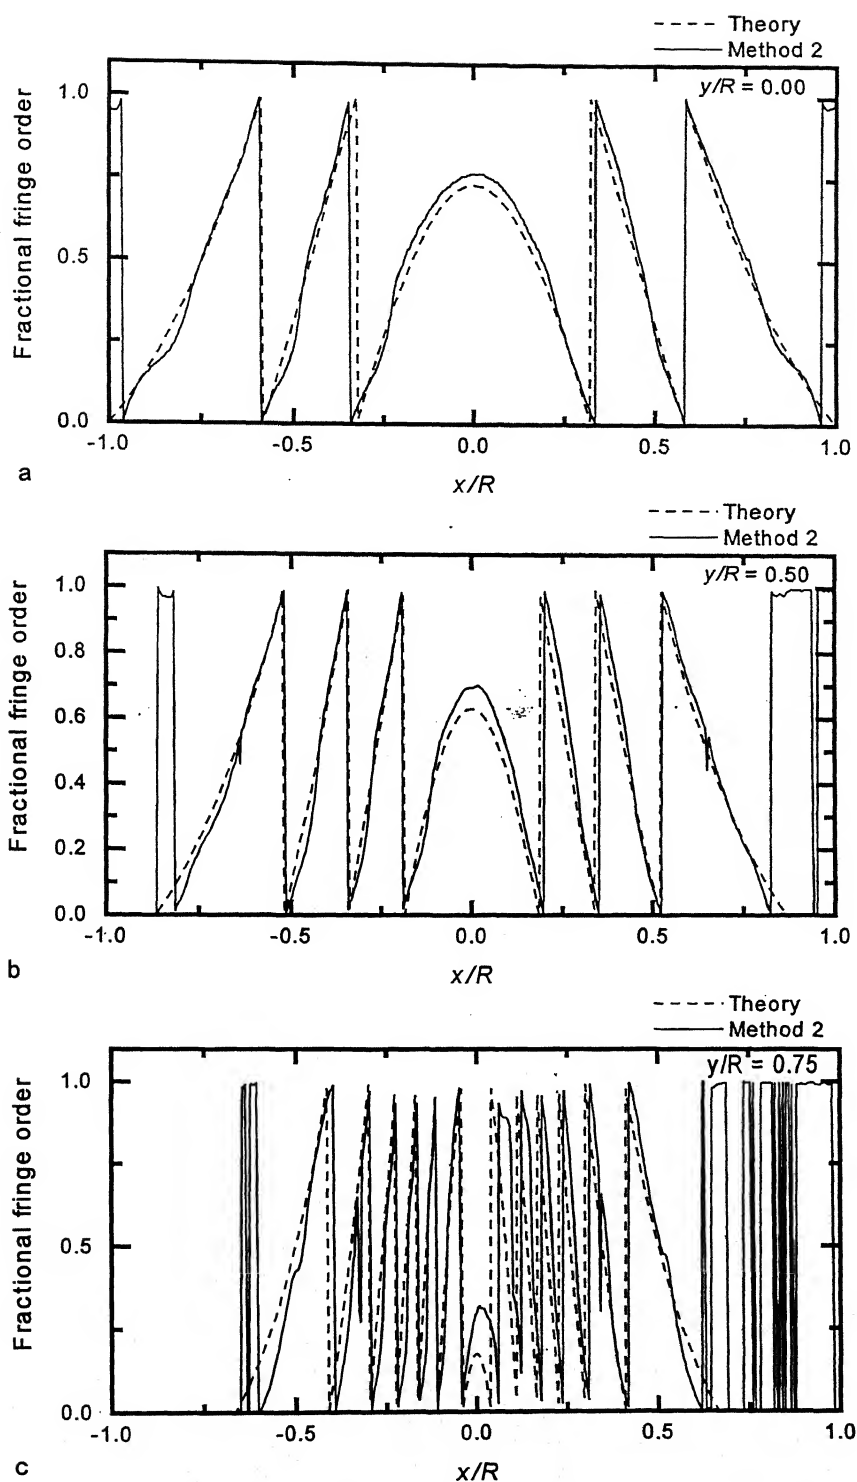 Theory
Method 2
y/R = 0.00
Fractional fringe order
1.0
0.5
0.0
-1.0 -0.5 0.0 0.5 1.0
a
x/R
Theory
Method 2
y/R = 0.50
Fractional fringe order
1.0
0.8
0.6
0.4
0.2
0.0
-1.0 -0.5 0.0 0.5 1.0
b
x/R
Theory
Method 2
y/R = 0.75
Fractional fringe order
1.0
0.5
0.0
-1.0 -0.5 0.0 0.5 1.0
c
x/R